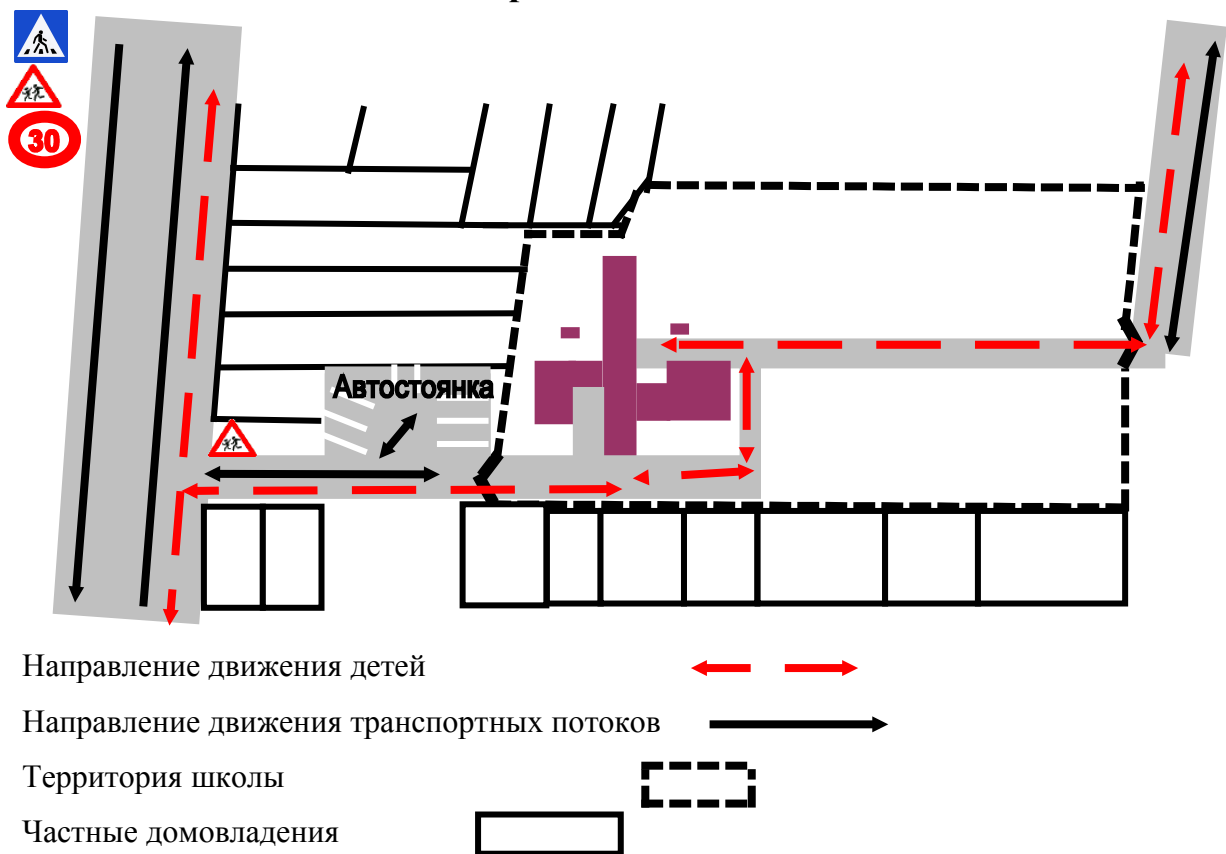 30
Автостоянка
Направление движения детей
Направление движения транспортных потоков
Территория школы
Частные домовладения